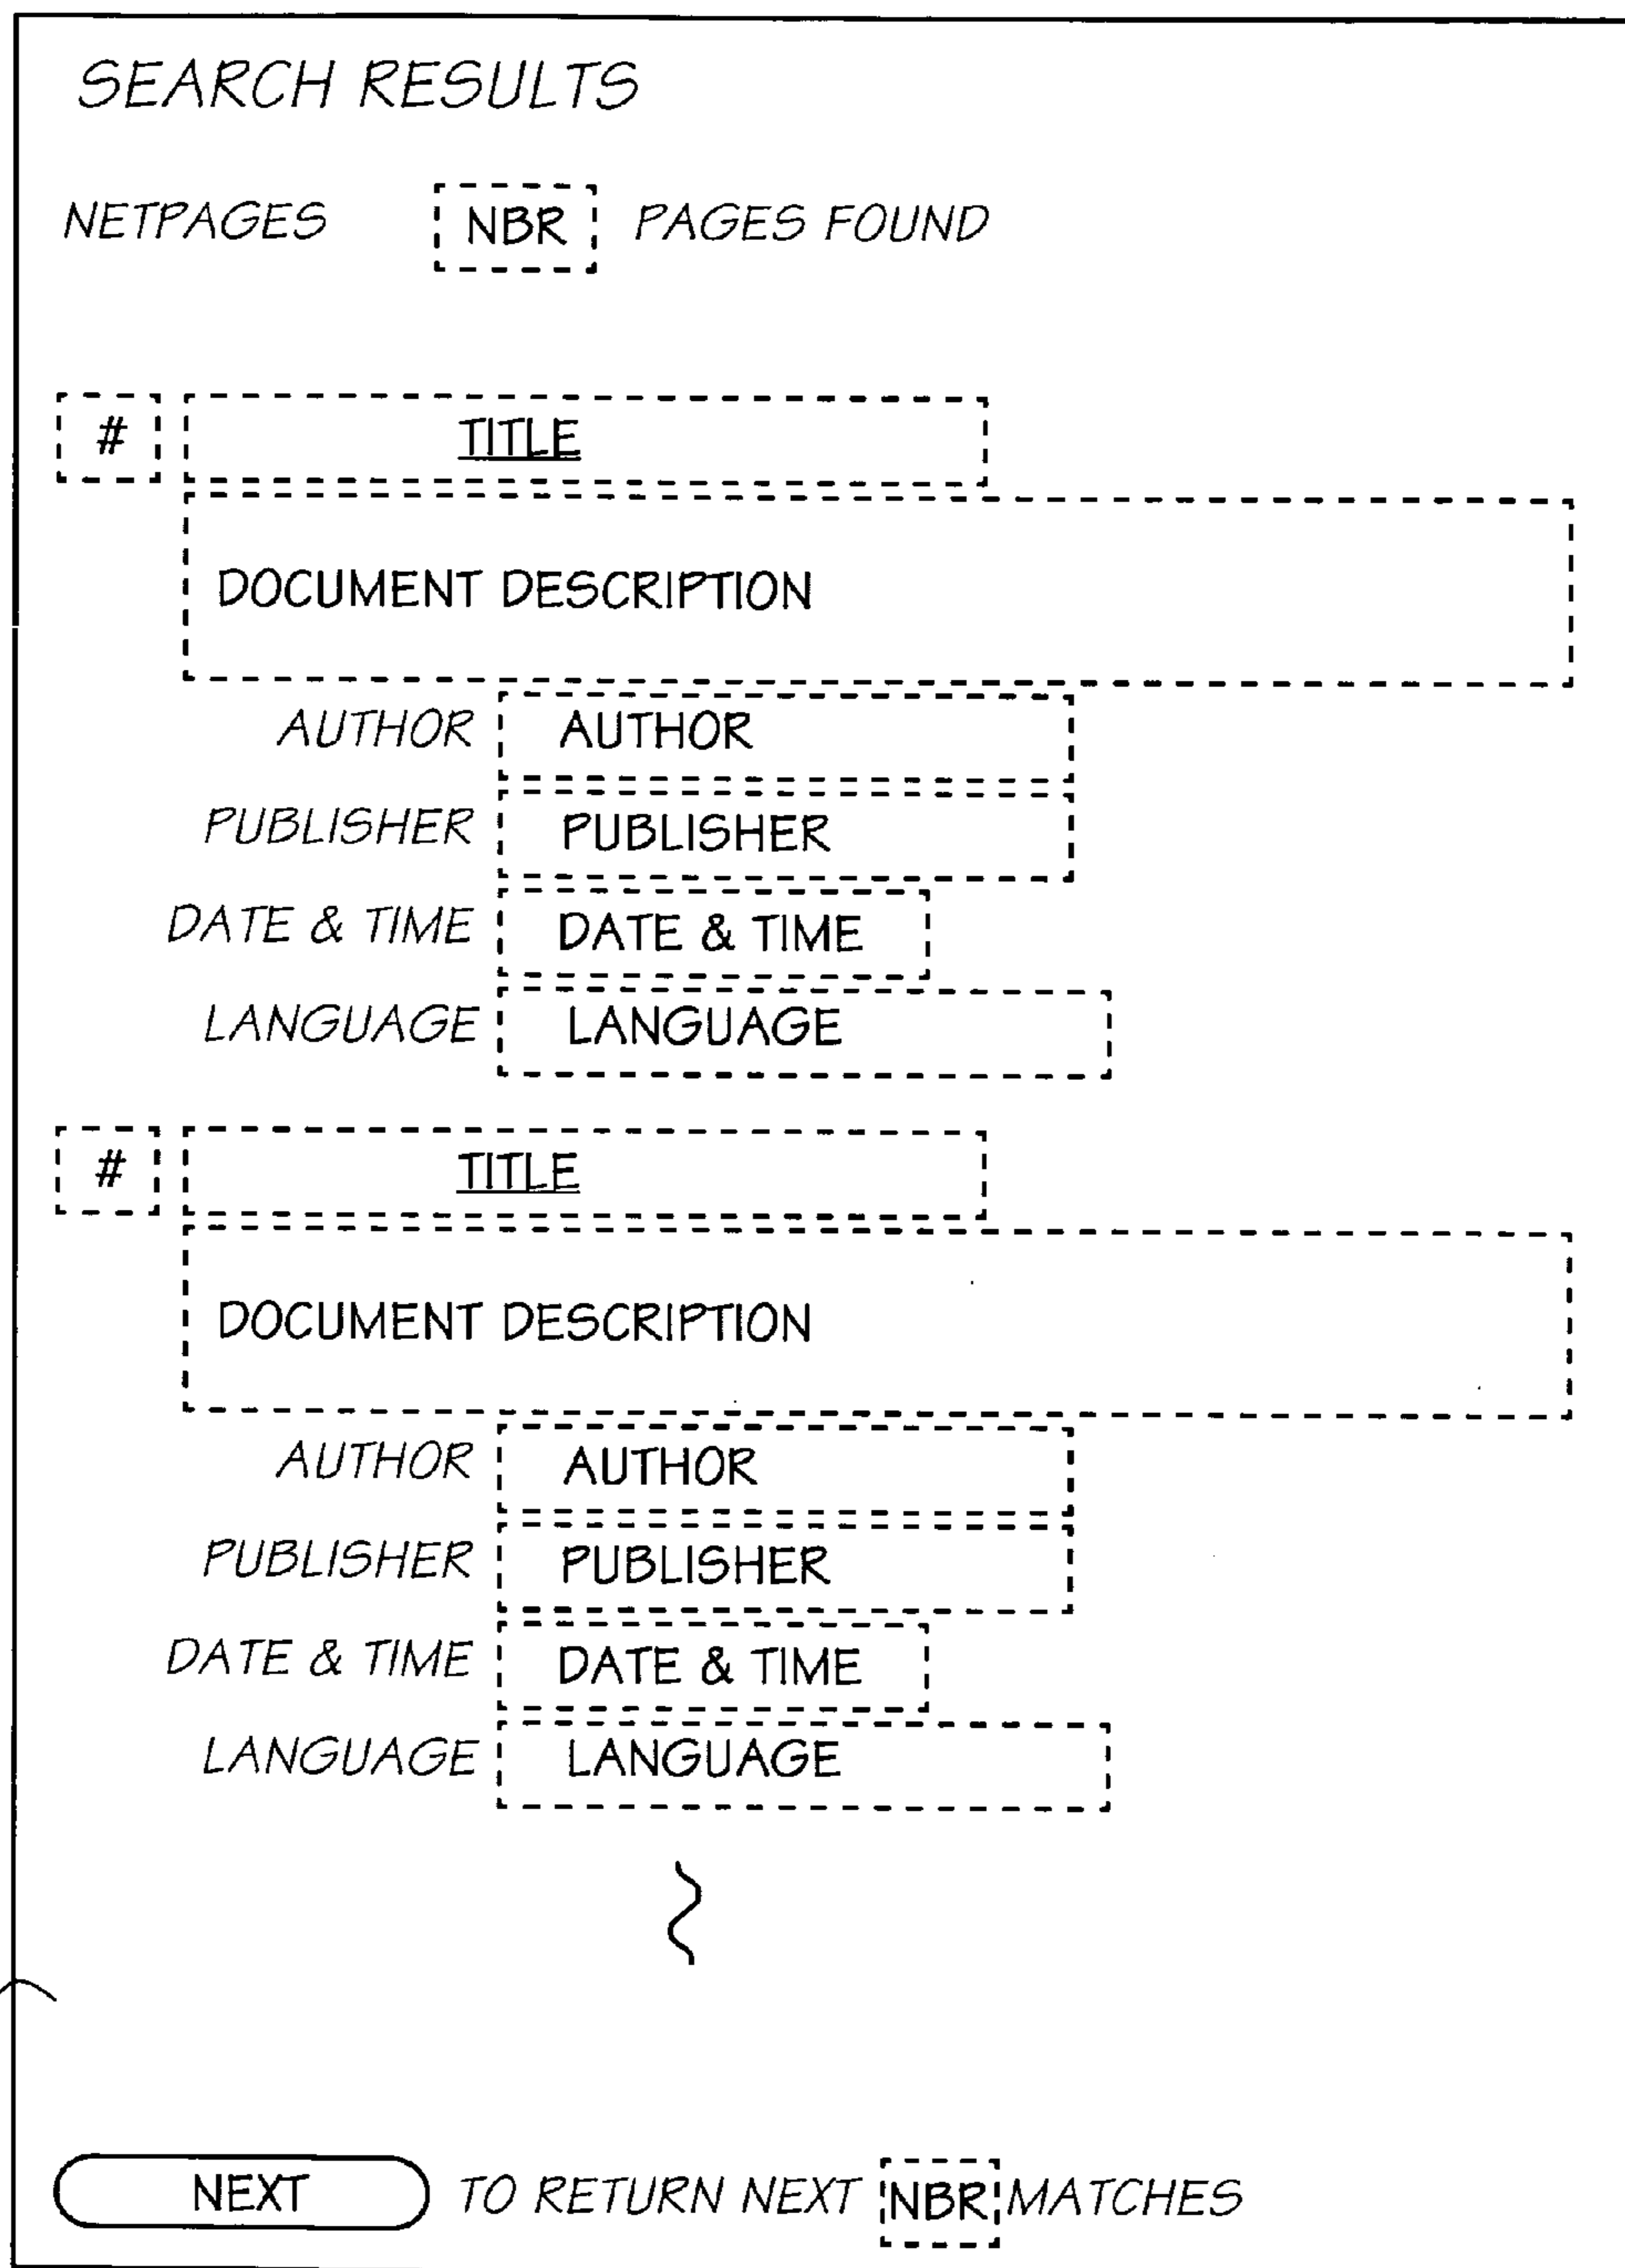 SEARCH RESULTS
NETPAGES NBR PAGES FOUND
# TITLE
DOCUMENT DESCRIPTION
AUTHOR AUTHOR
PUBLISHER PUBLISHER
DATE & TIME DATE & TIME
LANGUAGE LANGUAGE
# TITLE
DOCUMENT DESCRIPTION
AUTHOR AUTHOR
PUBLISHER PUBLISHER
DATE & TIME DATE & TIME
LANGUAGE LANGUAGE
NEXT TO RETURN NEXT NBR MATCHES